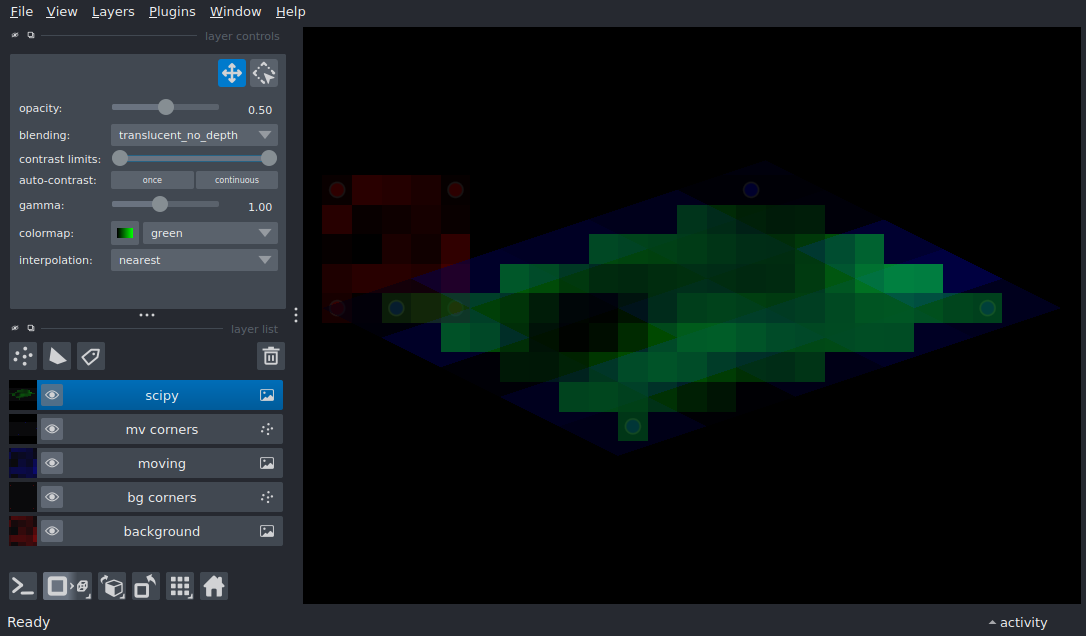 File View Layers Plugins Window Help
layer controls
opacity: 0.50
blending: translucent_no_depth
contrast limits:
auto-contrast: once continuous
gamma: 1.00
colormap: green
interpolation: nearest
layer list
scipy
mv corners
moving
bg corners
background
Ready activity